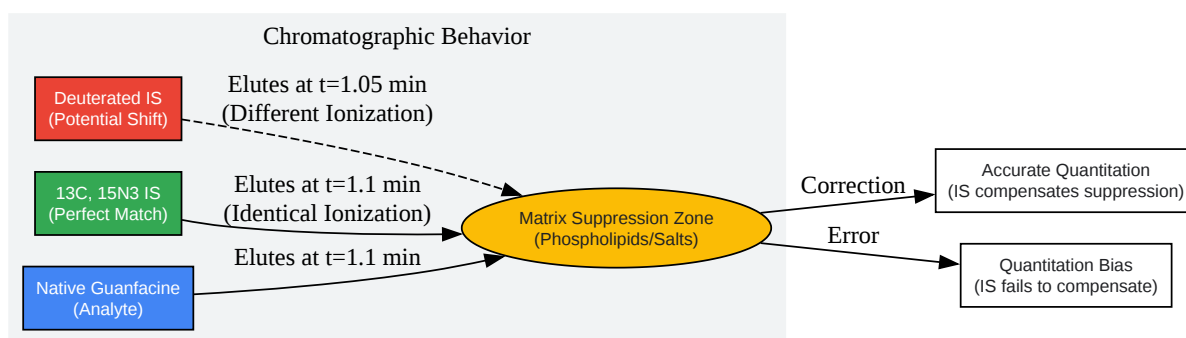 Chromatographic Behavior
Deuterated IS
(Potential Shift)
Elutes at t=1.05 min
(Different Ionization)
13C, 15N3 IS
(Perfect Match)
Elutes at t=1.1 min
(Identical Ionization)
Native Guanfacine
(Analyte)
Elutes at t=1.1 min
Matrix Suppression Zone
(Phospholipids/Salts)
Correction
Accurate Quantitation
(IS compensates suppression)
Error
Quantitation Bias
(IS fails to compensate)